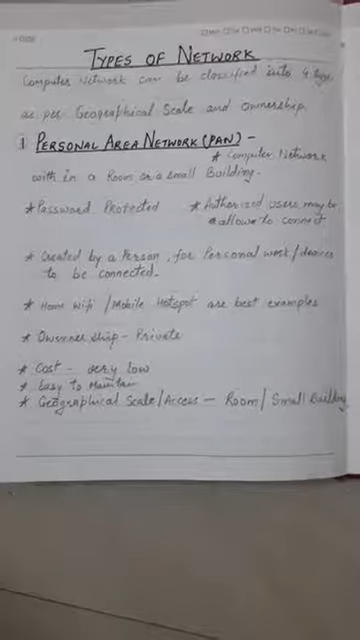 TYPES OF NETWORK
Computer Network can be classified into 4 types
as per Geographical Scale and Ownership.
1 PERSONAL AREA NETWORK (PAN) -
* Computer Network
with in a Room or a small Building.
* Password Protected * Authorized users may be
allowe to connect
* Created by a Person, for Personal work/devices
to be connected.
* Home Wifi / Mobile Hotspot are best examples
* Owenership - Private
* Cost - very low
* Easy to Maintain
* Geographical Scale/Access - Room/Small Building